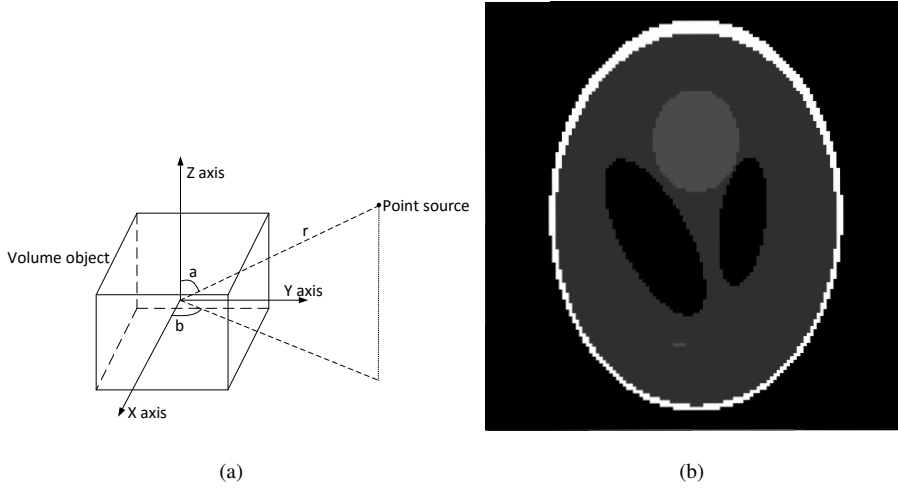 Z axis
Point source
r
Volume object
a
Y axis
b
X axis
(a)
(b)